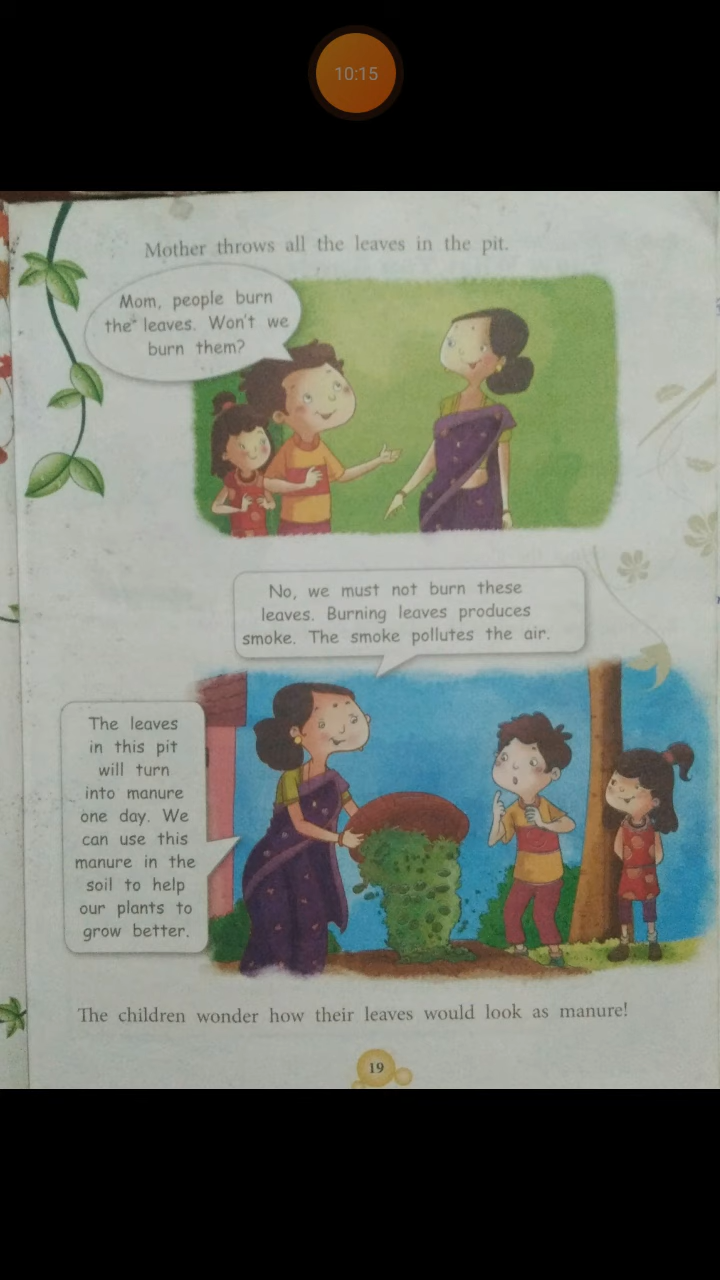 10:15
Mother throws all the leaves in the pit.
Mom, people burn
the leaves. Won't we
burn them?
No, we must not burn these
leaves. Burning leaves produces
smoke. The smoke pollutes the air.
The leaves
in this pit
will turn
into manure
one day. We
can use this
manure in the
soil to help
our plants to
grow better.
The children wonder how their leaves would look as manure!
19